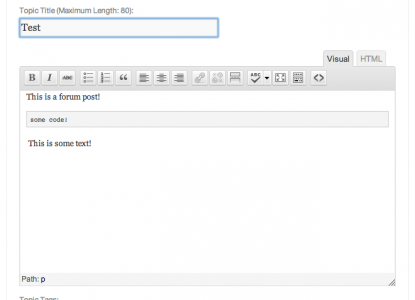 Topic Title (Maximum Length: 80):
Test
Visual HTML
B I ABC ABC
This is a forum post!
some code!
This is some text!
Path: p
Topic Tags: